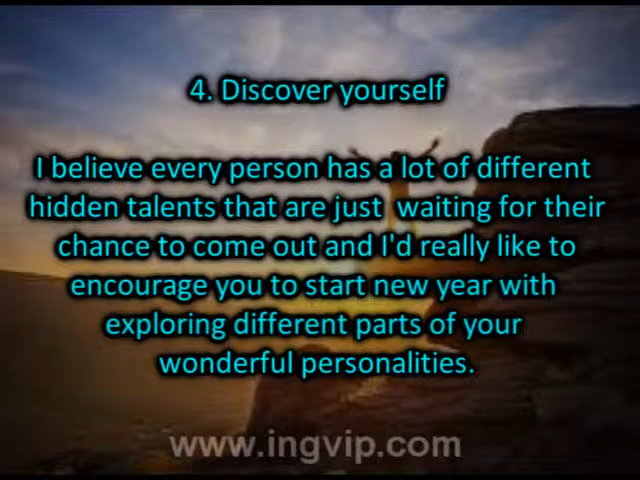 4. Discover yourself
I believe every person has a lot of different
hidden talents that are just waiting for their
chance to come out and I'd really like to
encourage you to start new year with
exploring different parts of your
wonderful personalities.
www.ingvip.com